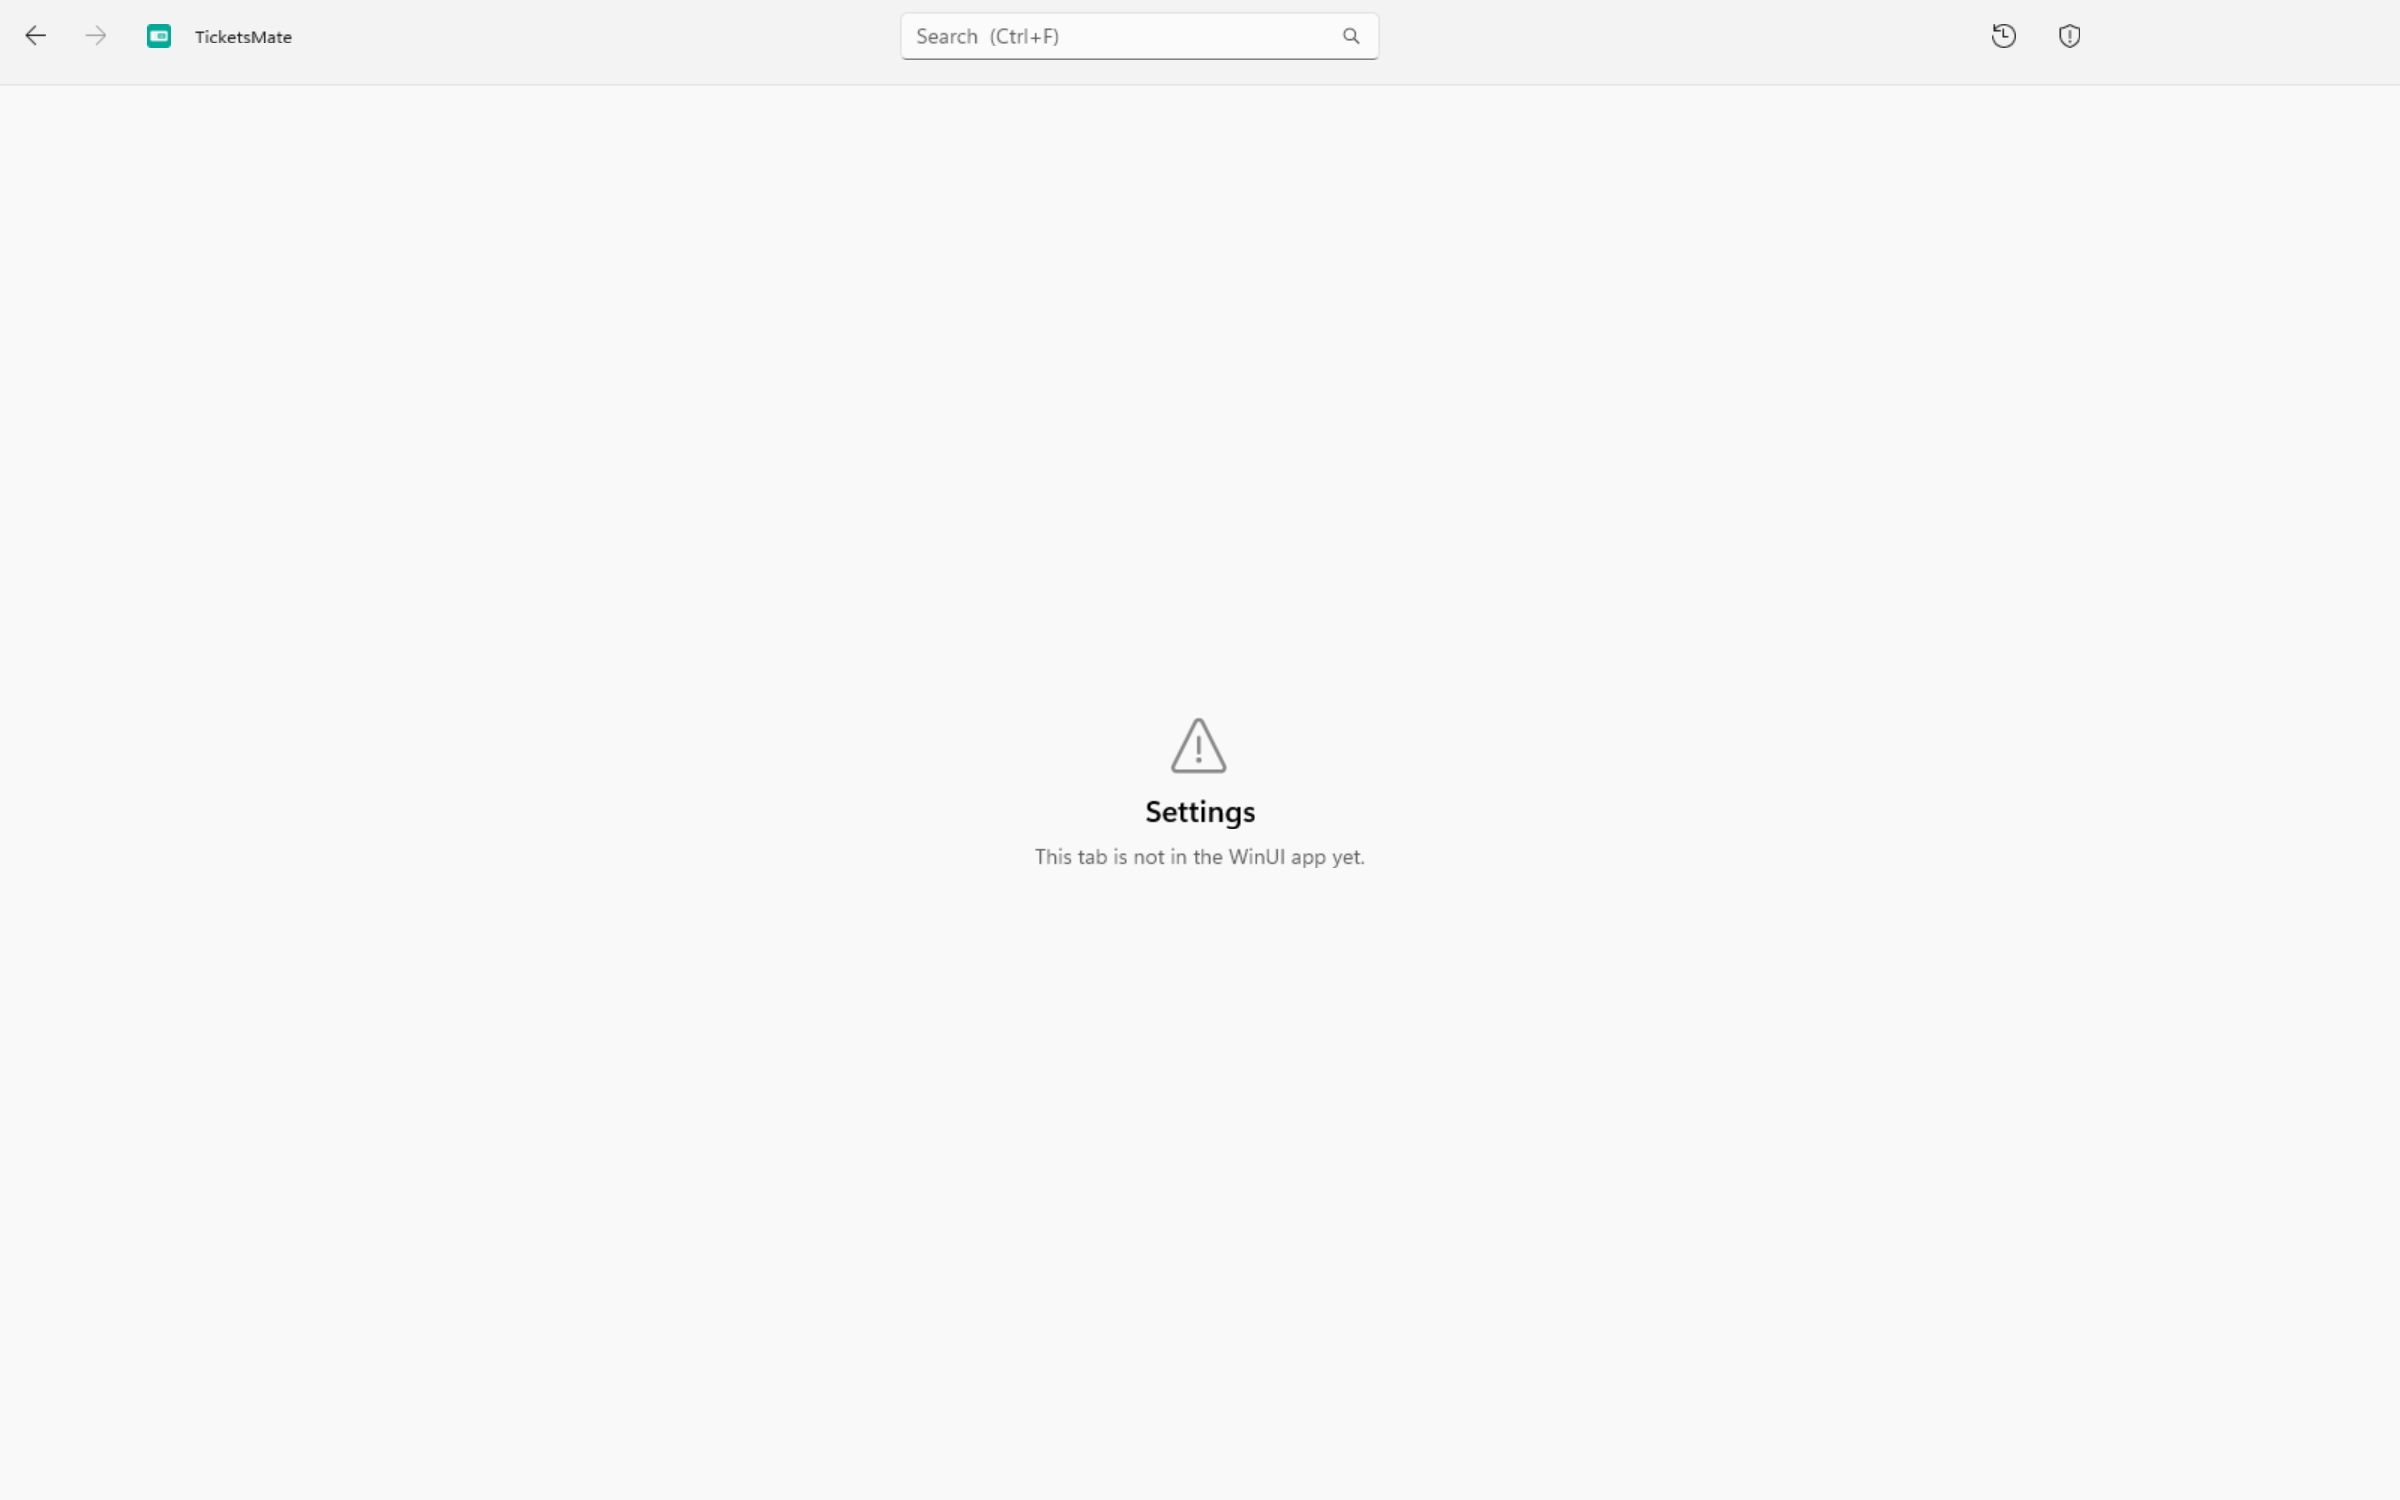 TicketsMate
Search (Ctrl+F)
Settings
This tab is not in the WinUI app yet.